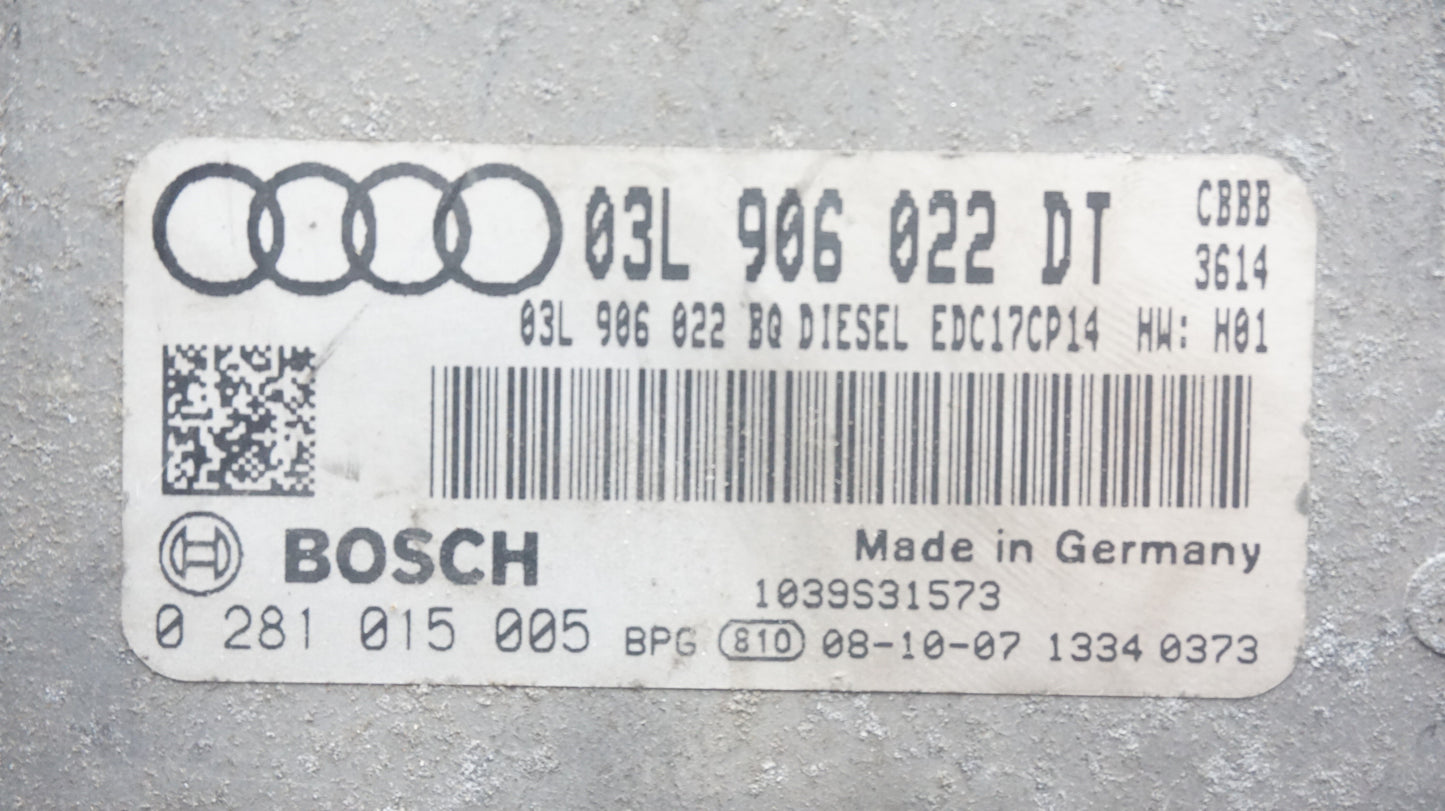 03L 906 022 DT CBBB
3614
03L 906 022 BQ DIESEL EDC17CP14 HW: H01
BOSCH Made in Germany
1039S31573
0 281 015 005 BPG 810 08-10-07 1334 0373